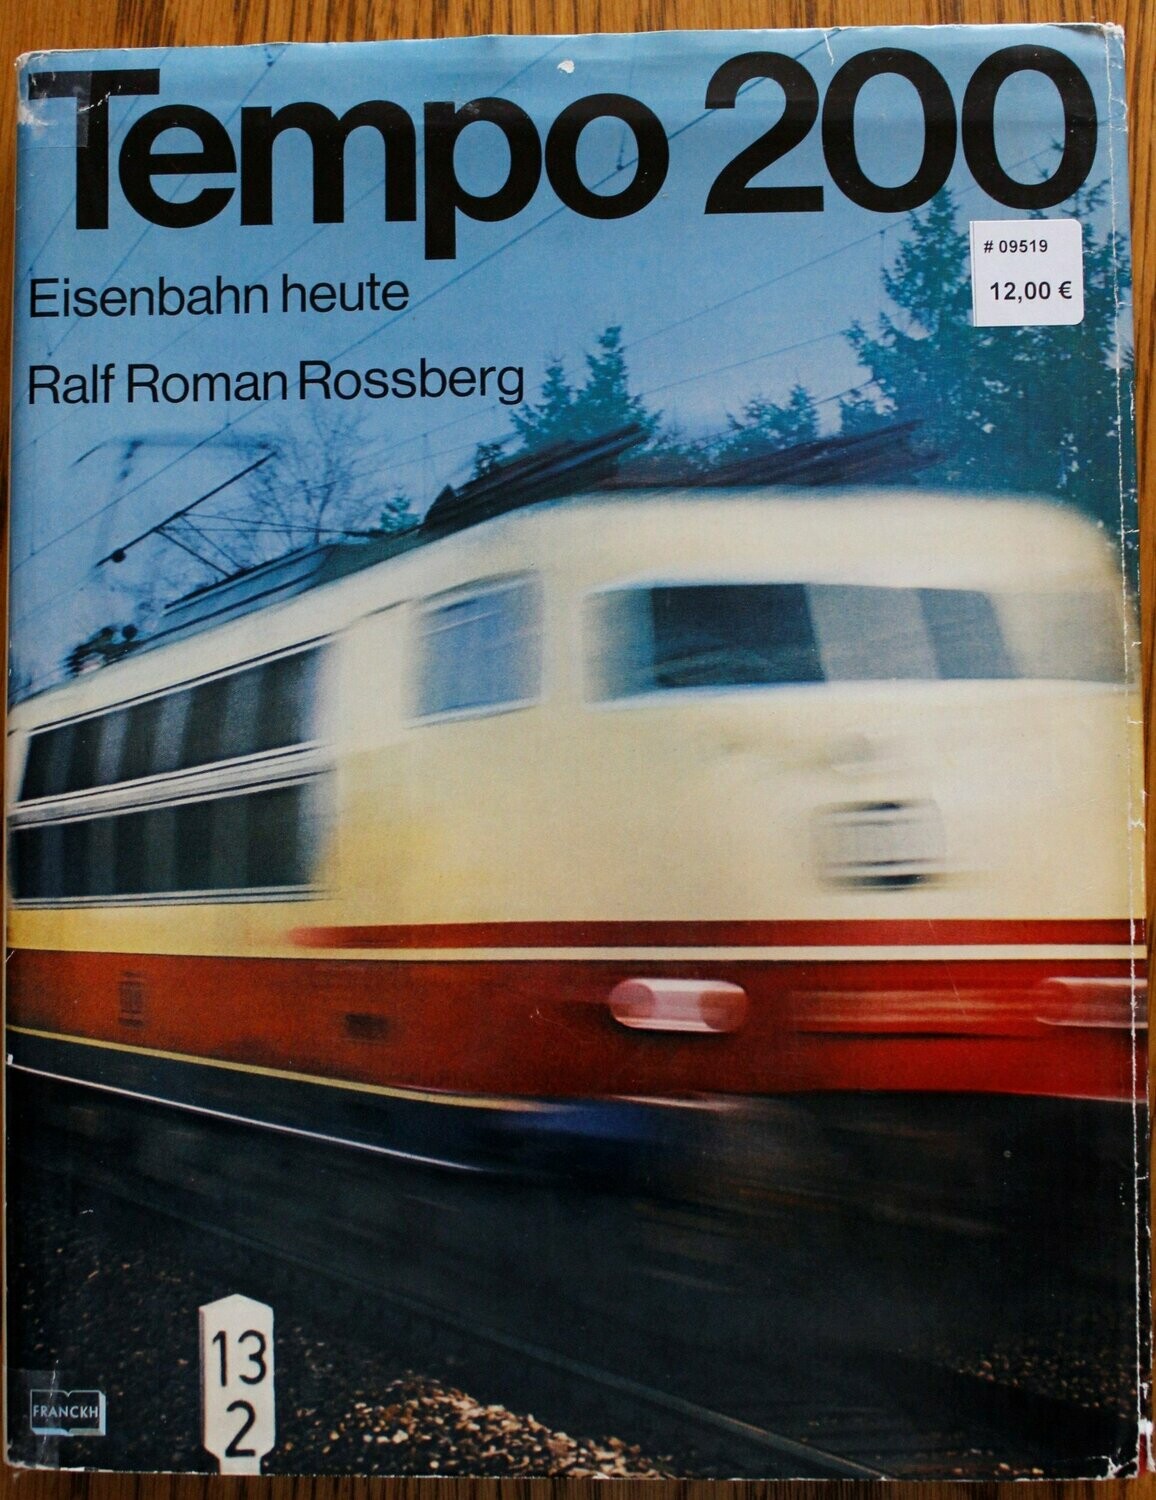 Tempo 200
# 09519
12,00 €
Eisenbahn heute
Ralf Roman Rossberg
13
2
FRANCKH